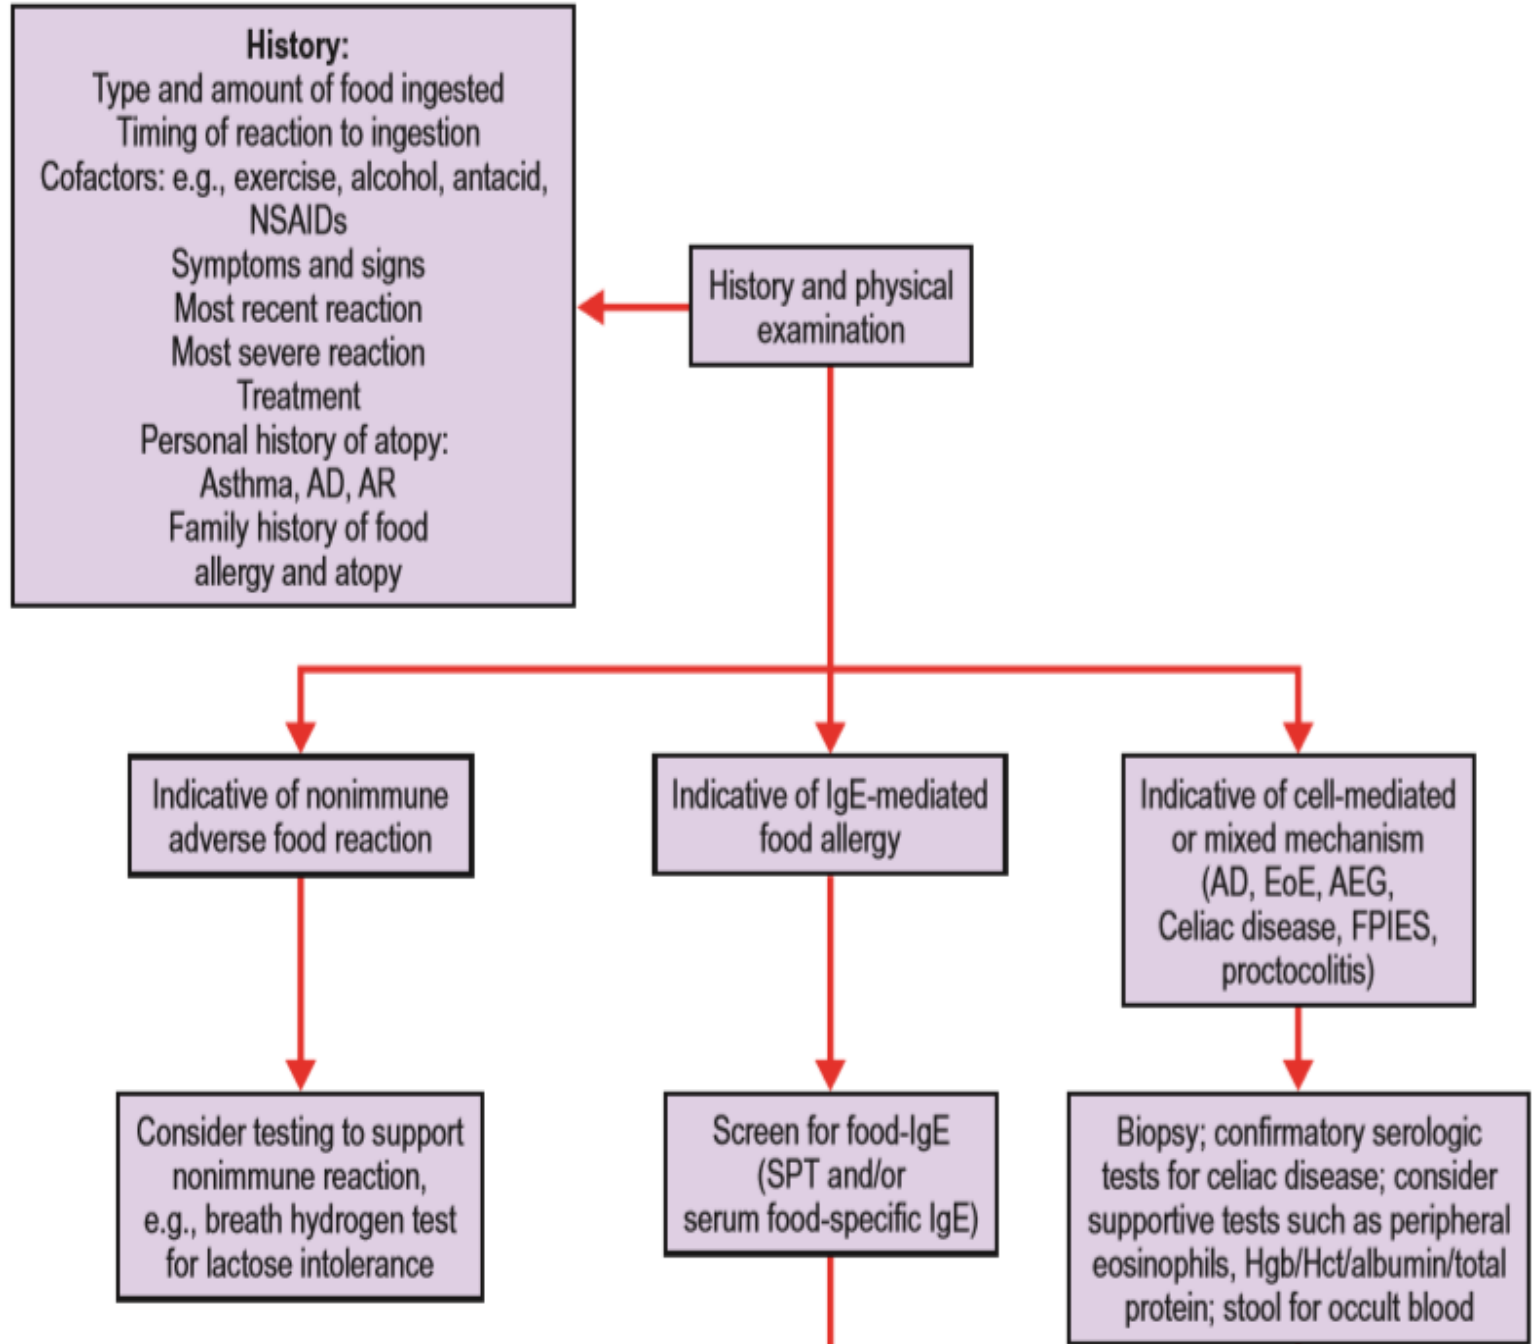 History:
Type and amount of food ingested
Timing of reaction to ingestion
Cofactors: e.g., exercise, alcohol, antacid,
NSAIDs
Symptoms and signs
Most recent reaction
Most severe reaction
Treatment
Personal history of atopy:
Asthma, AD, AR
Family history of food
allergy and atopy
History and physical
examination
Indicative of nonimmune
adverse food reaction
Indicative of IgE-mediated
food allergy
Indicative of cell-mediated
or mixed mechanism
(AD, EoE, AEG,
Celiac disease, FPIES,
proctocolitis)
Consider testing to support
nonimmune reaction,
e.g., breath hydrogen test
for lactose intolerance
Screen for food-IgE
(SPT and/or
serum food-specific IgE)
Biopsy; confirmatory serologic
tests for celiac disease; consider
supportive tests such as peripheral
eosinophils, Hgb/Hct/albumin/total
protein; stool for occult blood